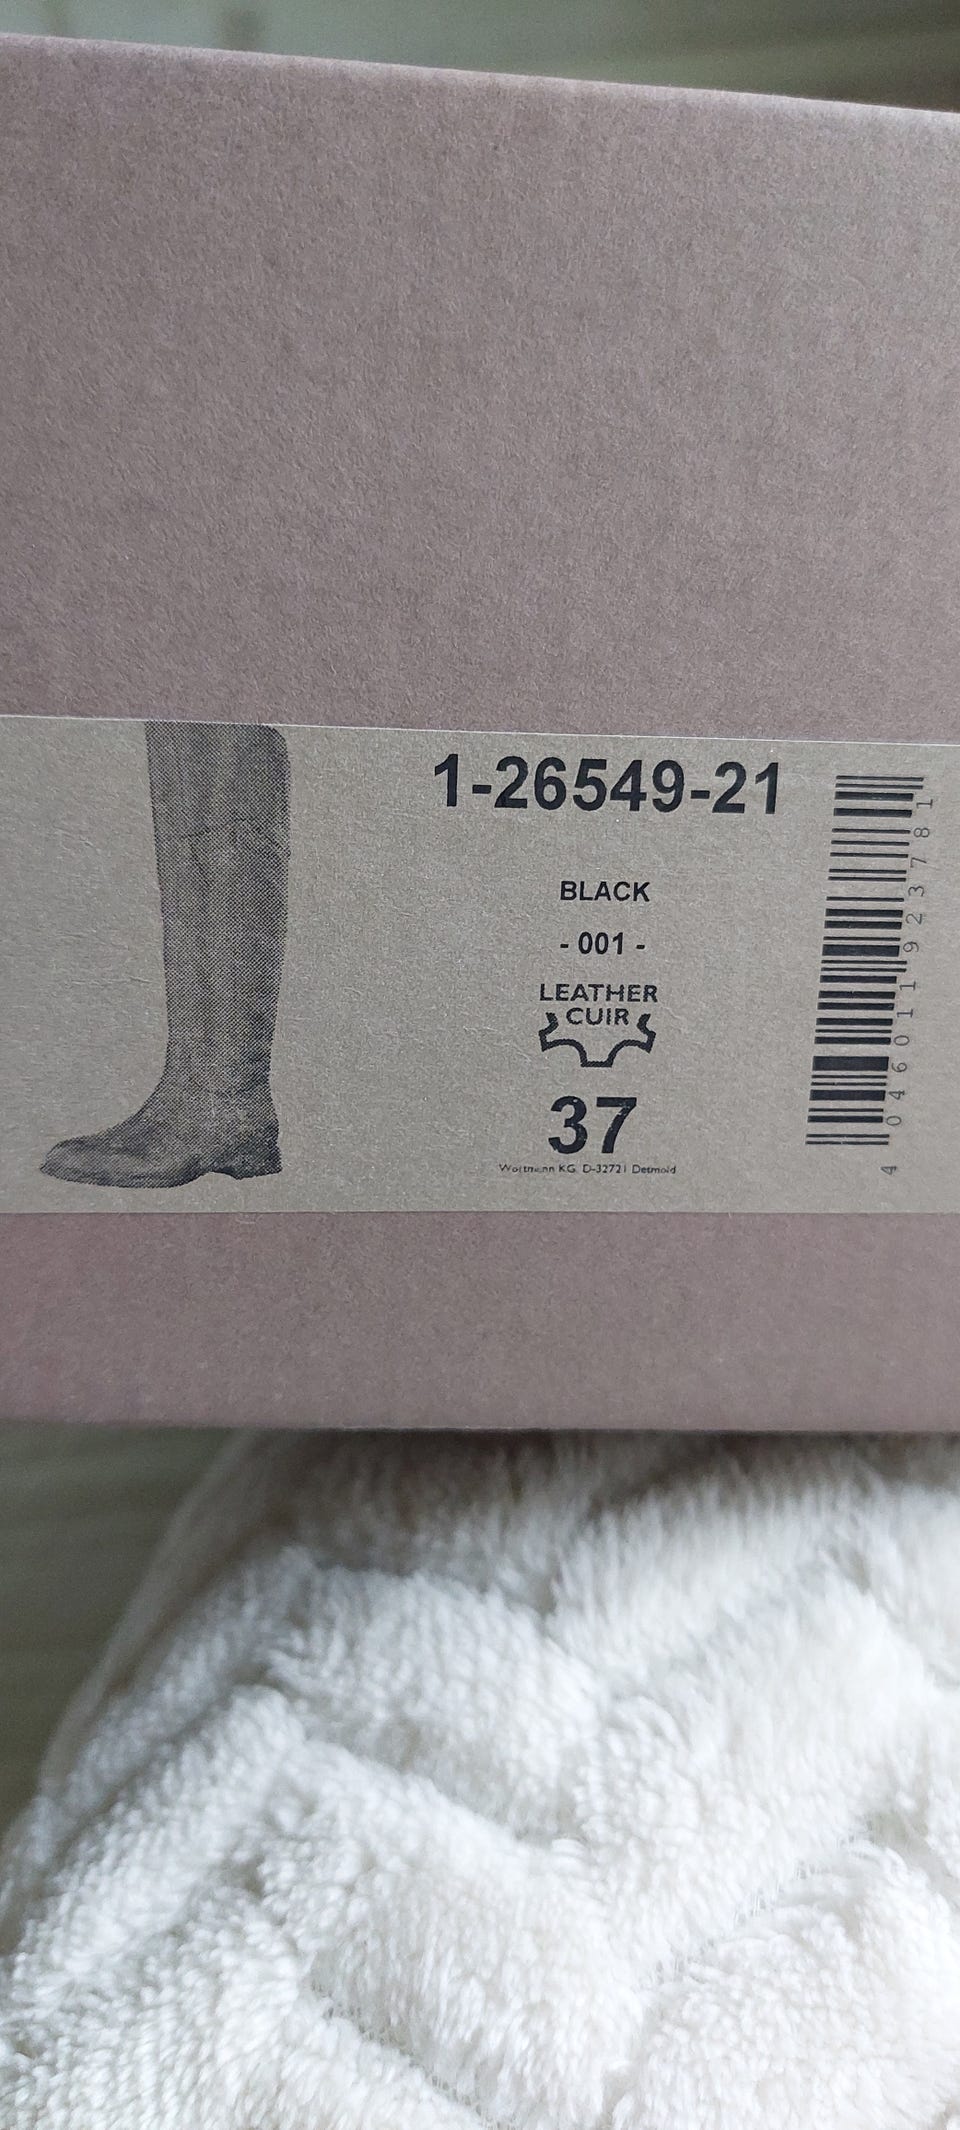 1-26549-21
BLACK
- 001 -
LEATHER
CUIR
37
Wortmann KG. D-32721 Detmold
4 046011 923781